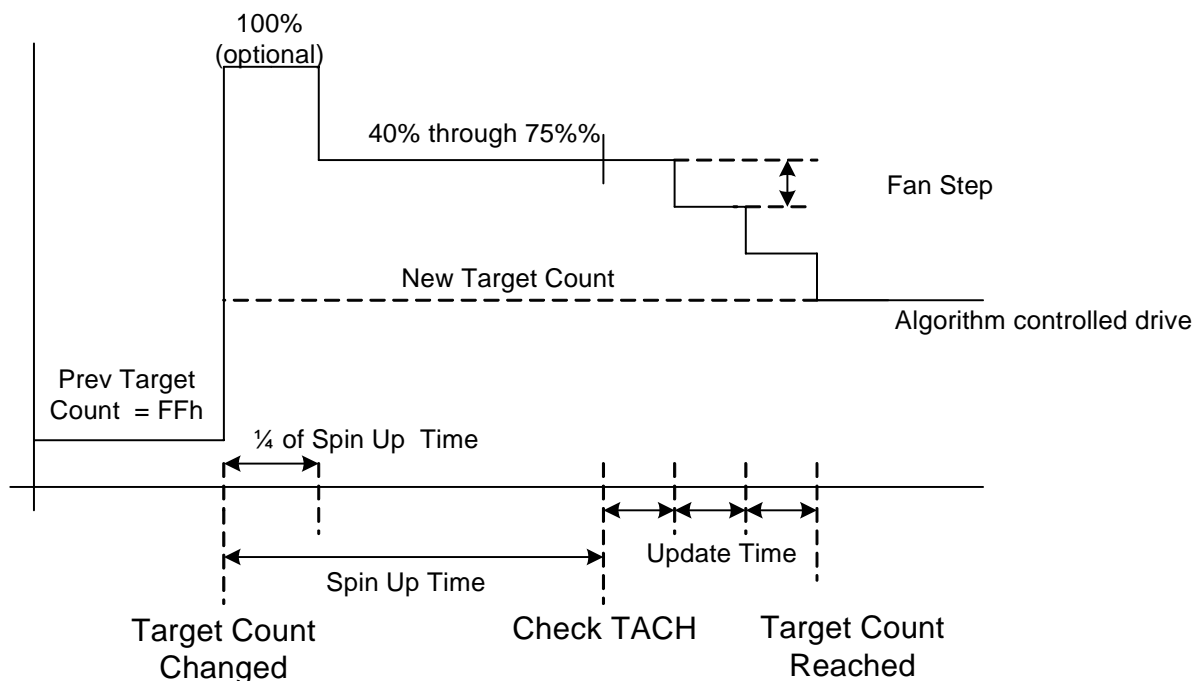 100%
(optional)
40% through 75%%
Fan Step
New Target Count
Algorithm controlled drive
Prev Target
Count = FFh
¼ of Spin Up Time
Update Time
Spin Up Time
Target Count
Changed
Check TACH
Target Count
Reached